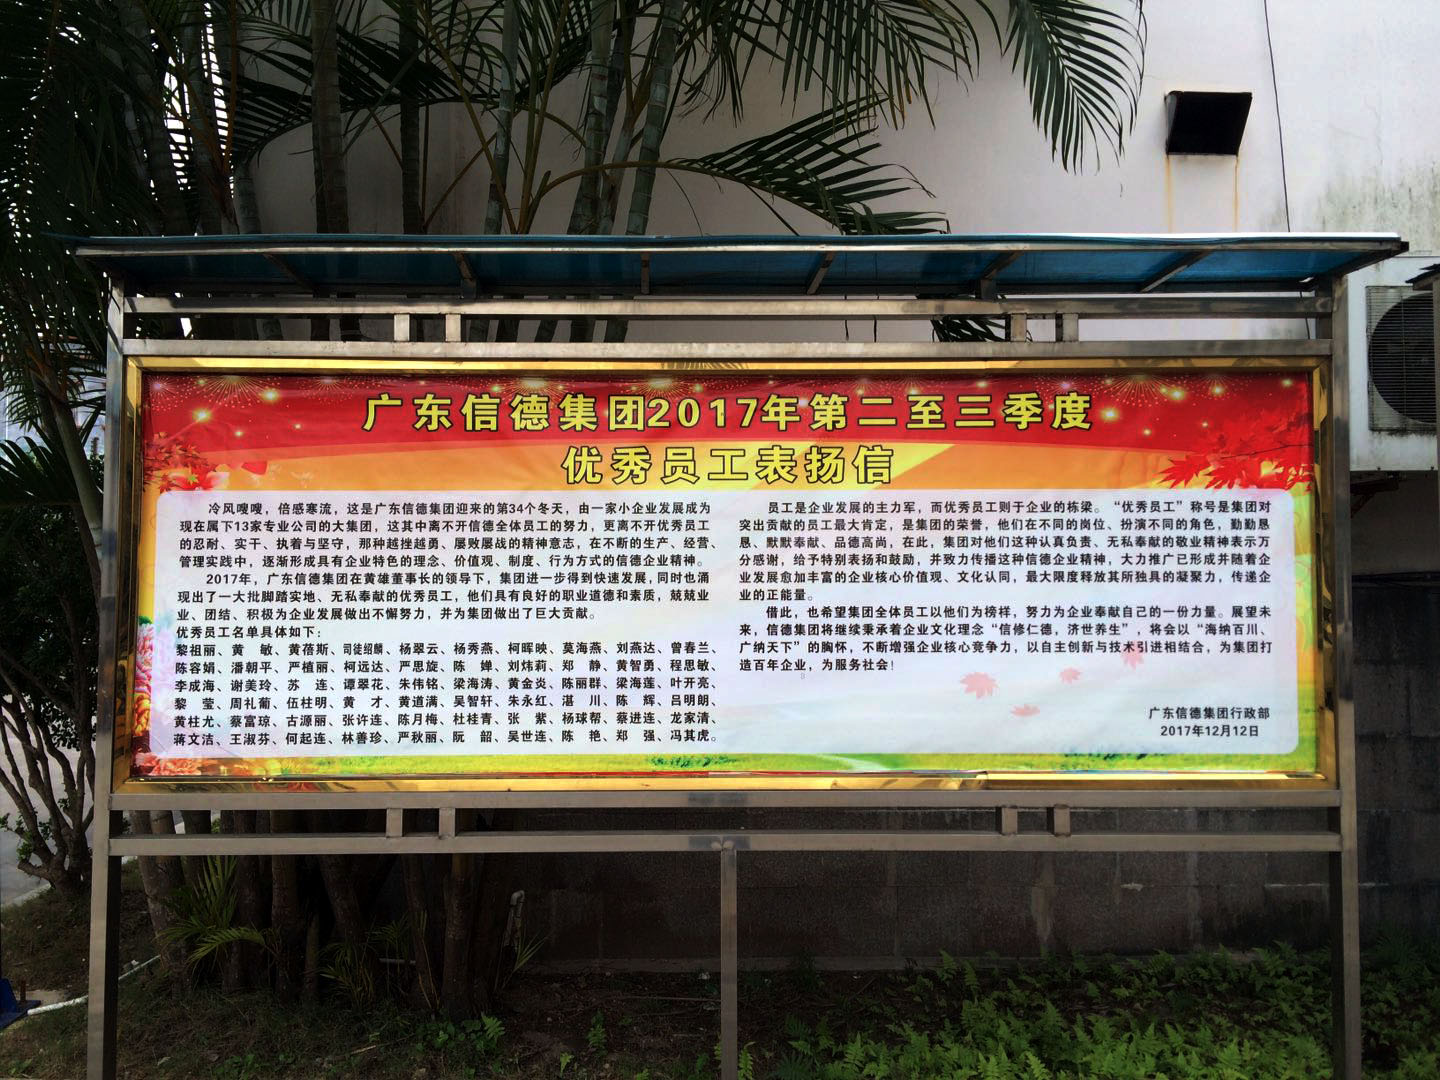 广东信德集团2017年第二至三季度
优秀员工表扬信
冷风嗖嗖，倍感寒流，这是广东信德集团迎来的第34个冬天，由一家小企业发展成为
现在属下13家专业公司的大集团，这其中离不开信德全体员工的努力，更离不开优秀员工
的忍耐、实干、执着与坚守，那种越挫越勇、屡败屡战的精神意志，在不断的生产、经营、
管理实践中，逐渐形成具有企业特色的理念、价值观、制度、行为方式的信德企业精神。
2017年，广东信德集团在黄雄董事长的领导下，集团进一步得到快速发展，同时也涌
现出了一大批脚踏实地、无私奉献的优秀员工，他们具有良好的职业道德和素质，兢兢业
业、团结、积极为企业发展做出不懈努力，并为集团做出了巨大贡献。
优秀员工名单具体如下：
黎祖丽、黄　敏、黄蓓斯、司徒绍麟、杨翠云、杨秀燕、柯晖映、莫海燕、刘燕达、曾春兰、
陈容娟、潘朝平、严植丽、柯远达、严思旋、陈　婵、刘炜莉、郑　静、黄智勇、程思敏、
李成海、谢美玲、苏　连、谭翠花、朱伟铭、梁海涛、黄金炎、陈丽群、梁海莲、叶开亮、
黎　莹、周礼葡、伍柱明、黄　才、黄道满、吴智轩、朱永红、湛　川、陈　辉、吕明朗、
黄柱尤、蔡富琼、古源丽、张许连、陈月梅、杜桂青、张　紫、杨球帮、蔡进连、龙家清、
蒋文洁、王淑芬、何起连、林善珍、严秋丽、阮　韶、吴世连、陈　艳、郑　强、冯其虎。
员工是企业发展的主力军，而优秀员工则于企业的栋梁。“优秀员工”称号是集团对
突出贡献的员工最大肯定，是集团的荣誉，他们在不同的岗位、扮演不同的角色，勤勤恳
恳、默默奉献、品德高尚，在此，集团对他们这种认真负责、无私奉献的敬业精神表示万
分感谢，给予特别表扬和鼓励，并致力传播这种信德企业精神，大力推广已形成并随着企
业发展愈加丰富的企业核心价值观、文化认同，最大限度释放其所独具的凝聚力，传递企
业的正能量。
借此，也希望集团全体员工以他们为榜样，努力为企业奉献自己的一份力量。展望未
来，信德集团将继续秉承着企业文化理念“信修仁德，济世养生”，将会以“海纳百川、
广纳天下”的胸怀，不断增强企业核心竞争力，以自主创新与技术引进相结合，为集团打
造百年企业，为服务社会！
广东信德集团行政部
2017年12月12日